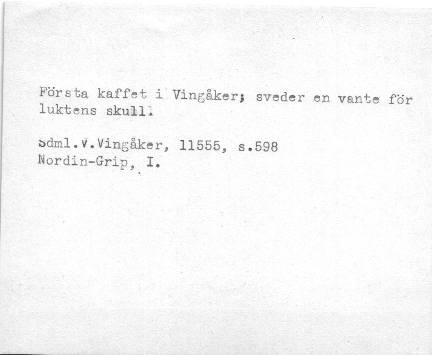 Första kaffet i Vingåker; sveder en vante för
luktens skull.
Sdml.V.Vingåker, 11555, s.598
Nordin-Grip, I.